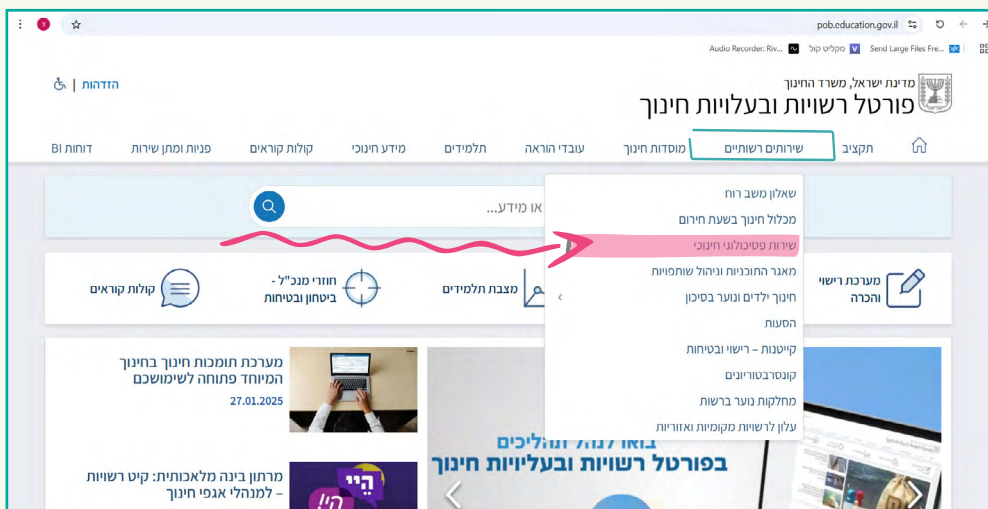 pob.education.gov.il
Audio Recorder: Riv...
מקליט קול
Send Large Files Fre...
מדינת ישראל, משרד החינוך
פורטל רשויות ובעלויות חינוך
הזדהות |
תקציב
שירותים רשותיים
מוסדות חינוך
עובדי הוראה
תלמידים
מידע חינוכי
קולות קוראים
פניות ומתן שירות
דוחות BI
או מידע...
שאלון משב רוח
מכלול חינוך בשעת חירום
שירות פסיכולוגי חינוכי
מאגר התוכניות וניהול שותפויות
חינוך ילדים ונוער בסיכון
הסעות
קייטנות – רישוי ובטיחות
קונסרבטוריונים
מחלקות נוער ברשות
עלון לרשויות מקומיות ואזוריות
מערכת רישוי
והכרה
מצבת תלמידים
חוזרי מנכ"ל -
ביטחון ובטיחות
קולות קוראים
בואו לנהל תהליכים
בפורטל רשויות ובעליויות חינוך
מערכת תומכות חינוך בחינוך
המיוחד פתוחה לשימושכם
27.01.2025
מרתון בינה מלאכותית: קיט רשויות
– למנהלי אגפי חינוך
היי